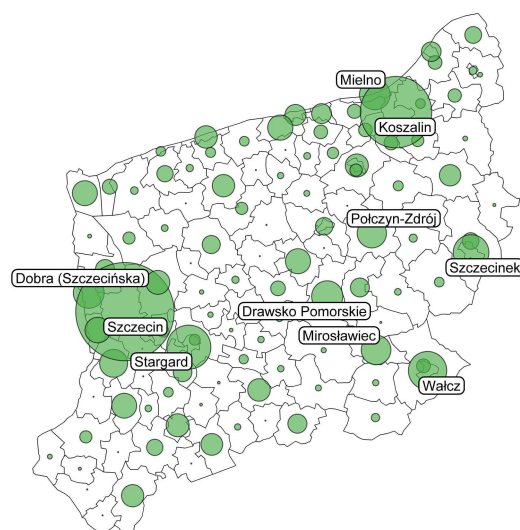 Mielno
Koszalin
Połczyn-Zdrój
Szczecinek
Dobra (Szczecińska)
Drawsko Pomorskie
Szczecin
Mirosławiec
Stargard
Wałcz